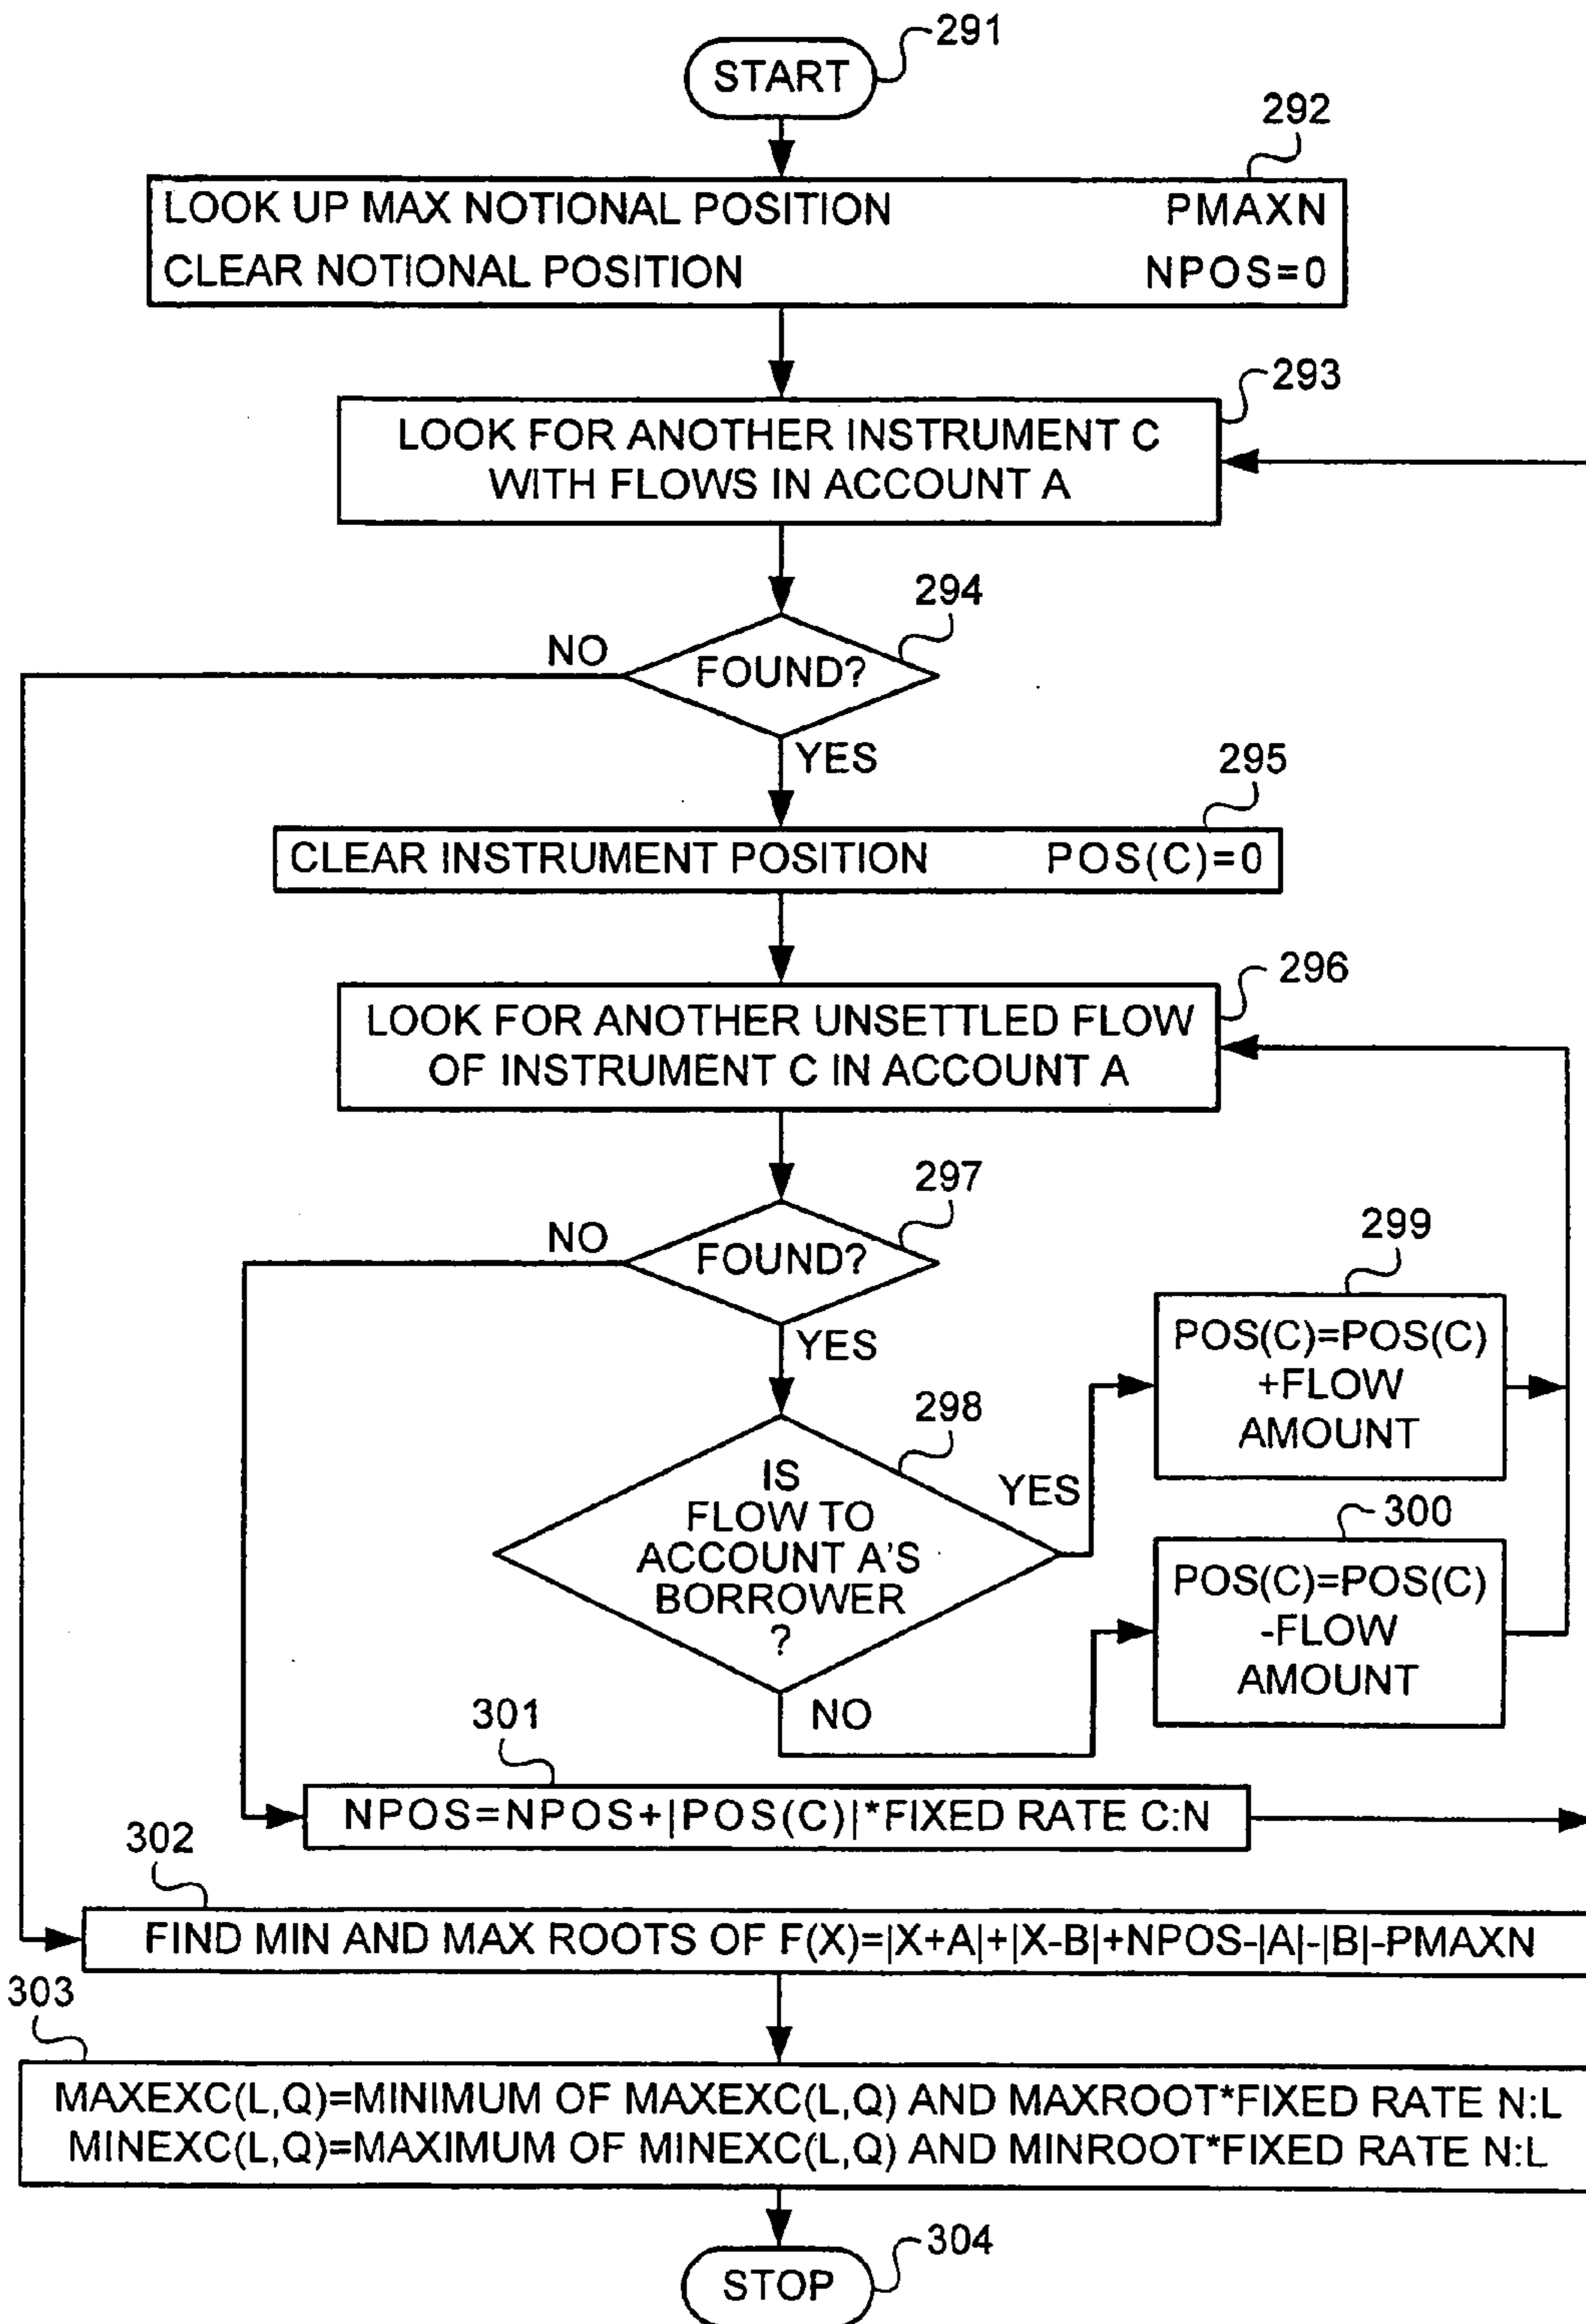 291
START
292
LOOK UP MAX NOTIONAL POSITION PMAXN
CLEAR NOTIONAL POSITION NPOS=0
293
LOOK FOR ANOTHER INSTRUMENT C
WITH FLOWS IN ACCOUNT A
294
NO
FOUND?
YES
295
CLEAR INSTRUMENT POSITION POS(C)=0
296
LOOK FOR ANOTHER UNSETTLED FLOW
OF INSTRUMENT C IN ACCOUNT A
297
NO
FOUND?
YES
299
POS(C)=POS(C)
+FLOW
AMOUNT
298
IS
FLOW TO
ACCOUNT A'S
BORROWER
?
YES
NO
300
POS(C)=POS(C)
-FLOW
AMOUNT
301
NPOS=NPOS+|POS(C)|*FIXED RATE C:N
302
FIND MIN AND MAX ROOTS OF F(X)=|X+A|+|X-B|+NPOS-|A|-|B|-PMAXN
303
MAXEXC(L,Q)=MINIMUM OF MAXEXC(L,Q) AND MAXROOT*FIXED RATE N:L
MINEXC(L,Q)=MAXIMUM OF MINEXC(L,Q) AND MINROOT*FIXED RATE N:L
304
STOP